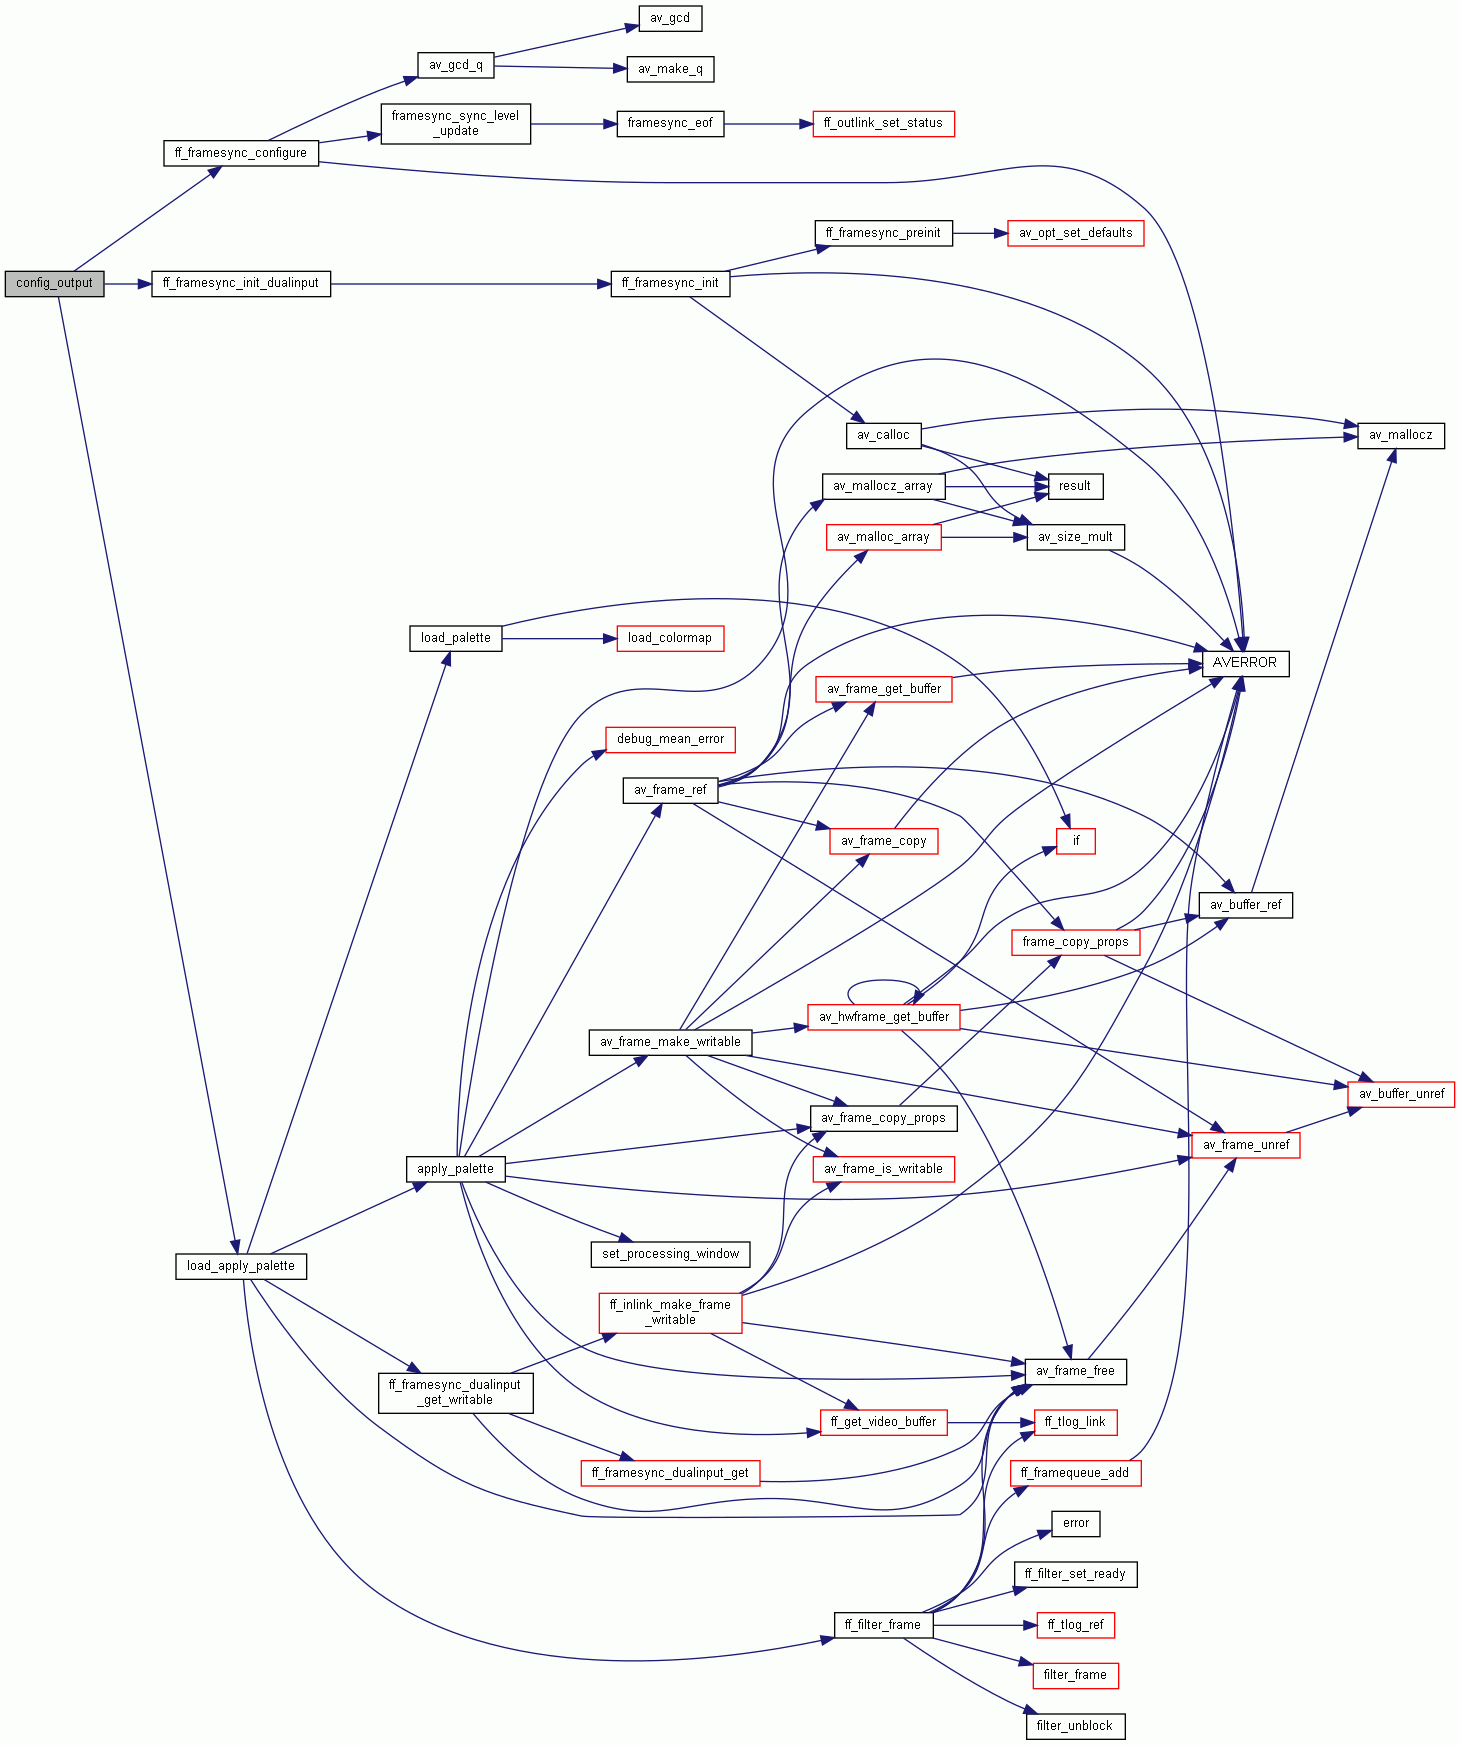 av_gcd
av_gcd_q
av_make_q
framesync_sync_level
_update
framesync_eof
ff_outlink_set_status
ff_framesync_configure
ff_framesync_preinit
av_opt_set_defaults
config_output
ff_framesync_init_dualinput
ff_framesync_init
av_calloc
av_mallocz
av_mallocz_array
result
av_malloc_array
av_size_mult
load_palette
load_colormap
AVERROR
av_frame_get_buffer
debug_mean_error
av_frame_ref
av_frame_copy
if
av_buffer_ref
frame_copy_props
av_hwframe_get_buffer
av_frame_make_writable
av_buffer_unref
av_frame_copy_props
av_frame_unref
apply_palette
av_frame_is_writable
set_processing_window
load_apply_palette
ff_inlink_make_frame
_writable
av_frame_free
ff_framesync_dualinput
_get_writable
ff_get_video_buffer
ff_tlog_link
ff_framesync_dualinput_get
ff_framequeue_add
error
ff_filter_set_ready
ff_filter_frame
ff_tlog_ref
filter_frame
filter_unblock